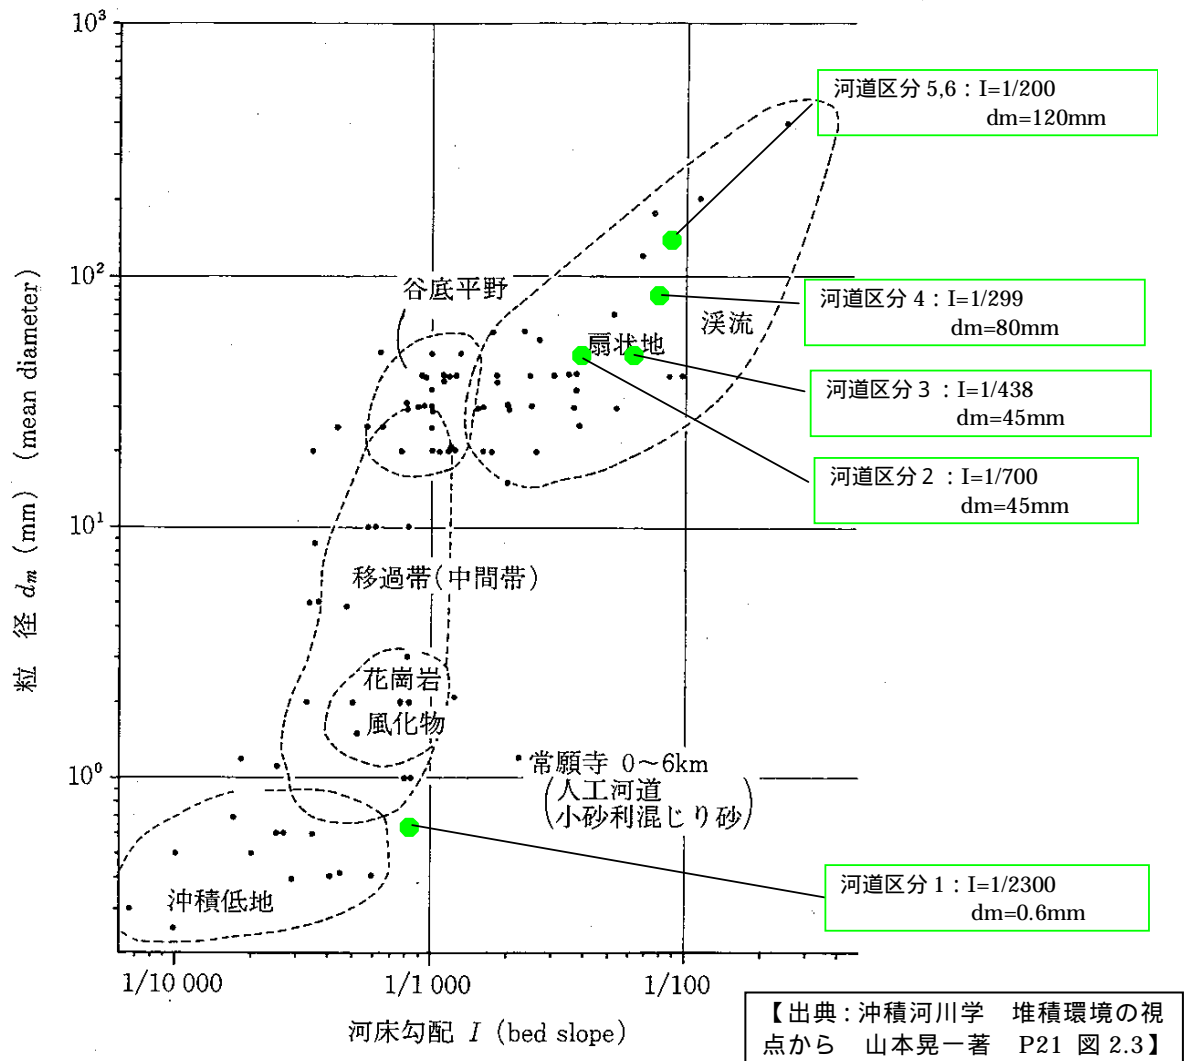 10³
河道区分 5,6 : I=1/200
dm=120mm
10²
谷底平野
河道区分 4 : I=1/299
dm=80mm
渓流
扇状地
河道区分 3 : I=1/438
dm=45mm
河道区分 2 : I=1/700
dm=45mm
10¹
粒 径 dm (mm) (mean diameter)
移過帯(中間帯)
花崗岩
風化物
常願寺 0~6km
(人工河道
小砂利混じり砂)
10⁰
河道区分 1 : I=1/2300
dm=0.6mm
沖積低地
1/10 000
1/1 000
1/100
河床勾配 I (bed slope)
【出典:沖積河川学 堆積環境の視
点から 山本晃一著 P21 図 2.3】